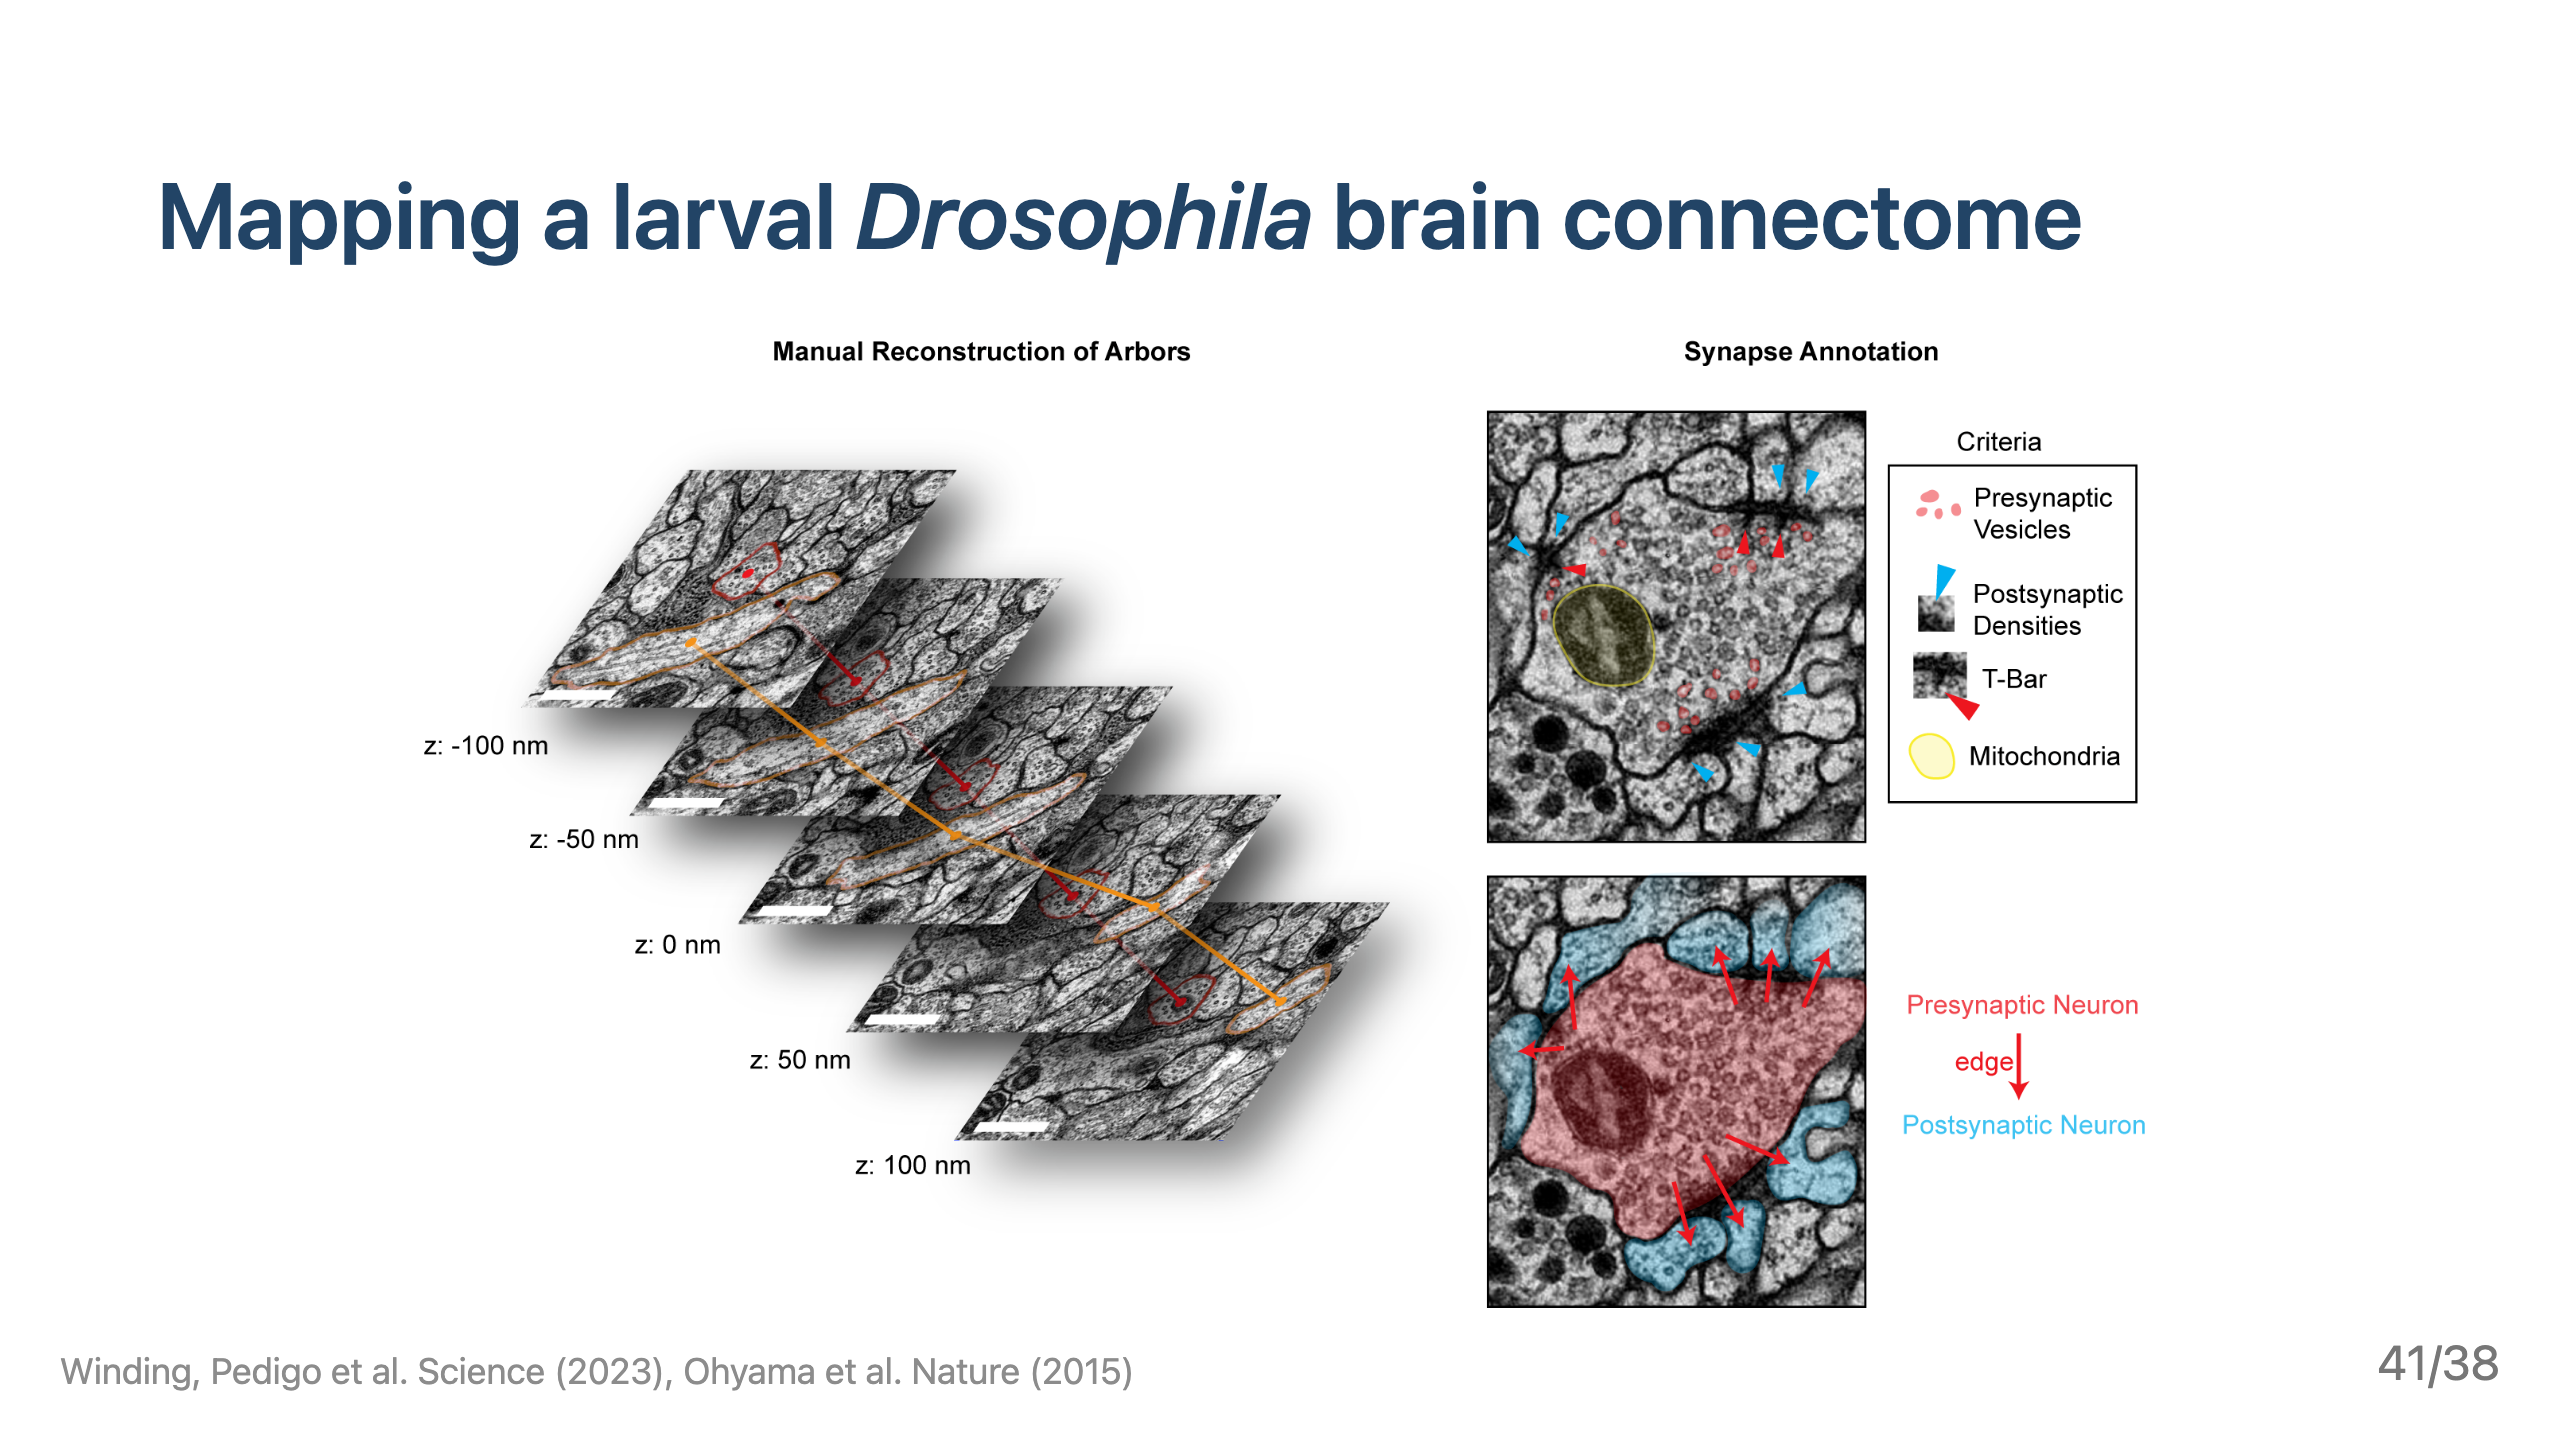 Mapping a larval Drosophila brain connectome
Manual Reconstruction of Arbors
z: -100 nm
z: -50 nm
z: 0 nm
z: 50 nm
z: 100 nm
Synapse Annotation
Criteria
Presynaptic
Vesicles
Postsynaptic
Densities
T-Bar
Mitochondria
Presynaptic Neuron
edge
Postsynaptic Neuron
Winding, Pedigo et al. Science (2023), Ohyama et al. Nature (2015)
41/38